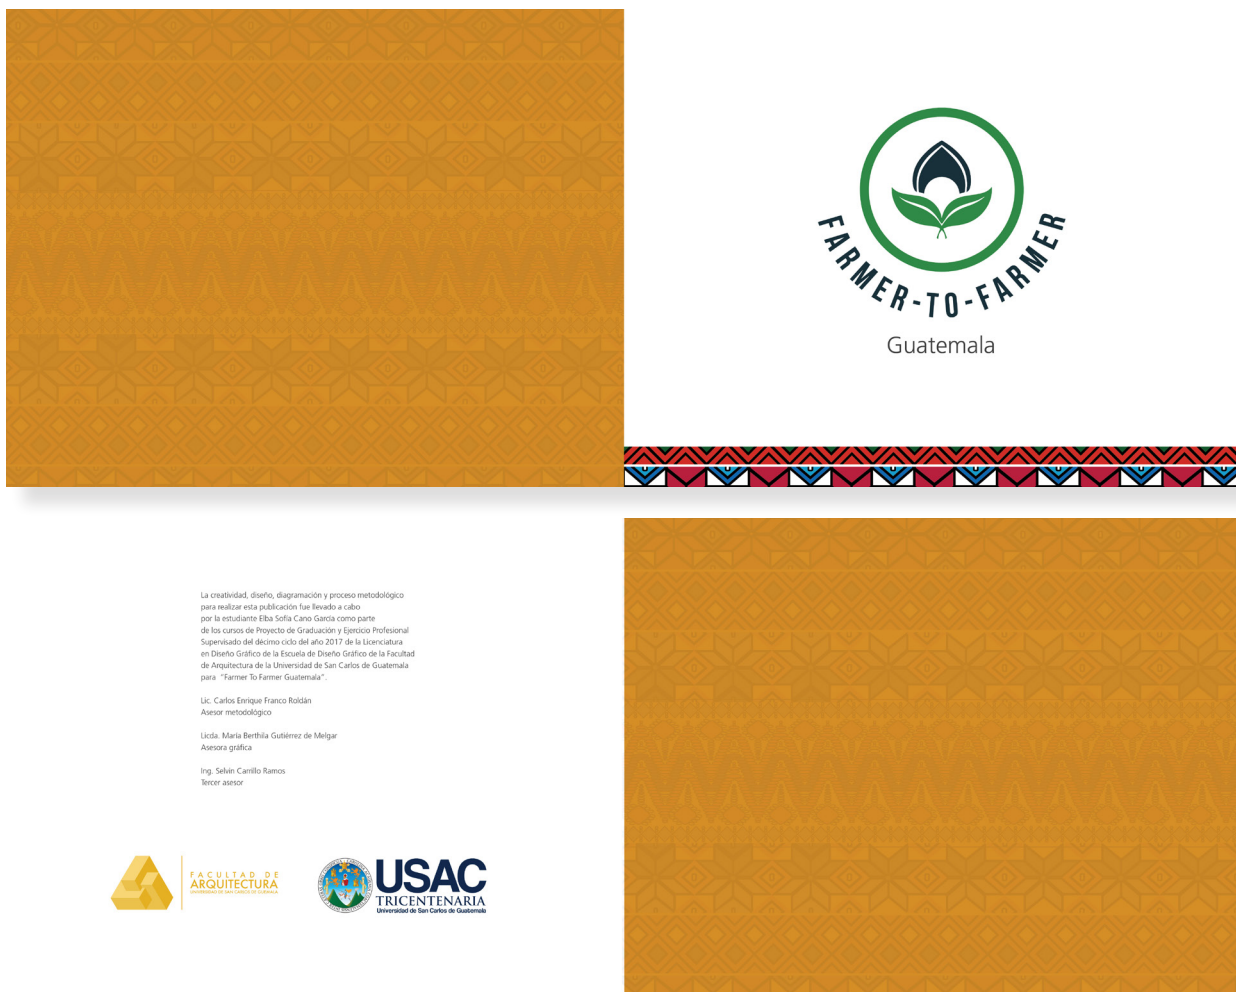 FARMER-TO-FARMER
Guatemala
La creatividad, diseño, diagramación y proceso metodológico
para realizar esta publicación fue llevado a cabo
por la estudiante Elba Sofía Cano García como parte
de los cursos de Proyecto de Graduación y Ejercicio Profesional
Supervisado del décimo ciclo del año 2017 de la Licenciatura
en Diseño Gráfico de la Escuela de Diseño Gráfico de la Facultad
de Arquitectura de la Universidad de San Carlos de Guatemala
para “Farmer To Farmer Guatemala”.
Lic. Carlos Enrique Franco Roldán
Asesor metodológico
Licda. María Berthila Gutiérrez de Melgar
Asesora gráfica
Ing. Selvin Carrillo Ramos
Tercer asesor
FACULTAD DE
ARQUITECTURA
UNIVERSIDAD DE SAN CARLOS DE
USAC
TRICENTENARIA
Universidad de San Carlos de Guatemala